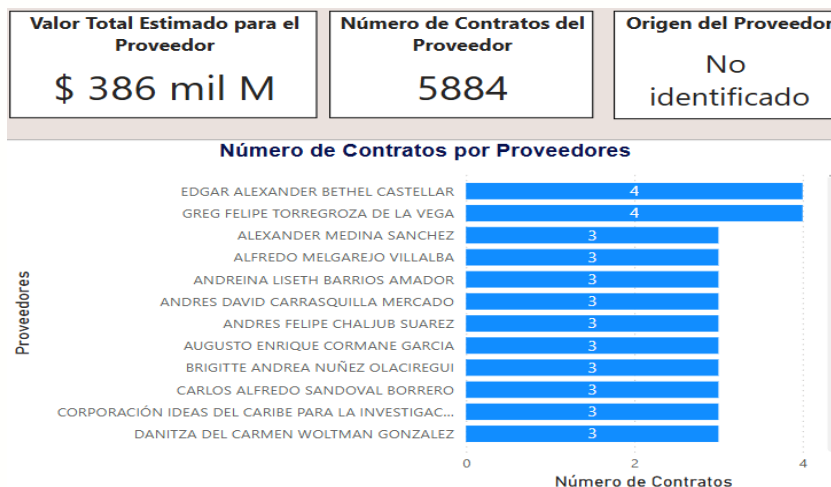 Valor Total Estimado para el
Proveedor
$ 386 mil M
Número de Contratos del
Proveedor
5884
Origen del Proveedor
No
identificado
Número de Contratos por Proveedores
Proveedores
EDGAR ALEXANDER BETHEL CASTELLAR 4
GREG FELIPE TORREGROZA DE LA VEGA 4
ALEXANDER MEDINA SANCHEZ 3
ALFREDO MELGAREJO VILLALBA 3
ANDREINA LISETH BARRIOS AMADOR 3
ANDRES DAVID CARRASQUILLA MERCADO 3
ANDRES FELIPE CHALJUB SUAREZ 3
AUGUSTO ENRIQUE CORMANE GARCIA 3
BRIGITTE ANDREA NUÑEZ OLACIREGUI 3
CARLOS ALFREDO SANDOVAL BORRERO 3
CORPORACIÓN IDEAS DEL CARIBE PARA LA INVESTIGAC... 3
DANITZA DEL CARMEN WOLTMAN GONZALEZ 3
0 2 4
Número de Contratos